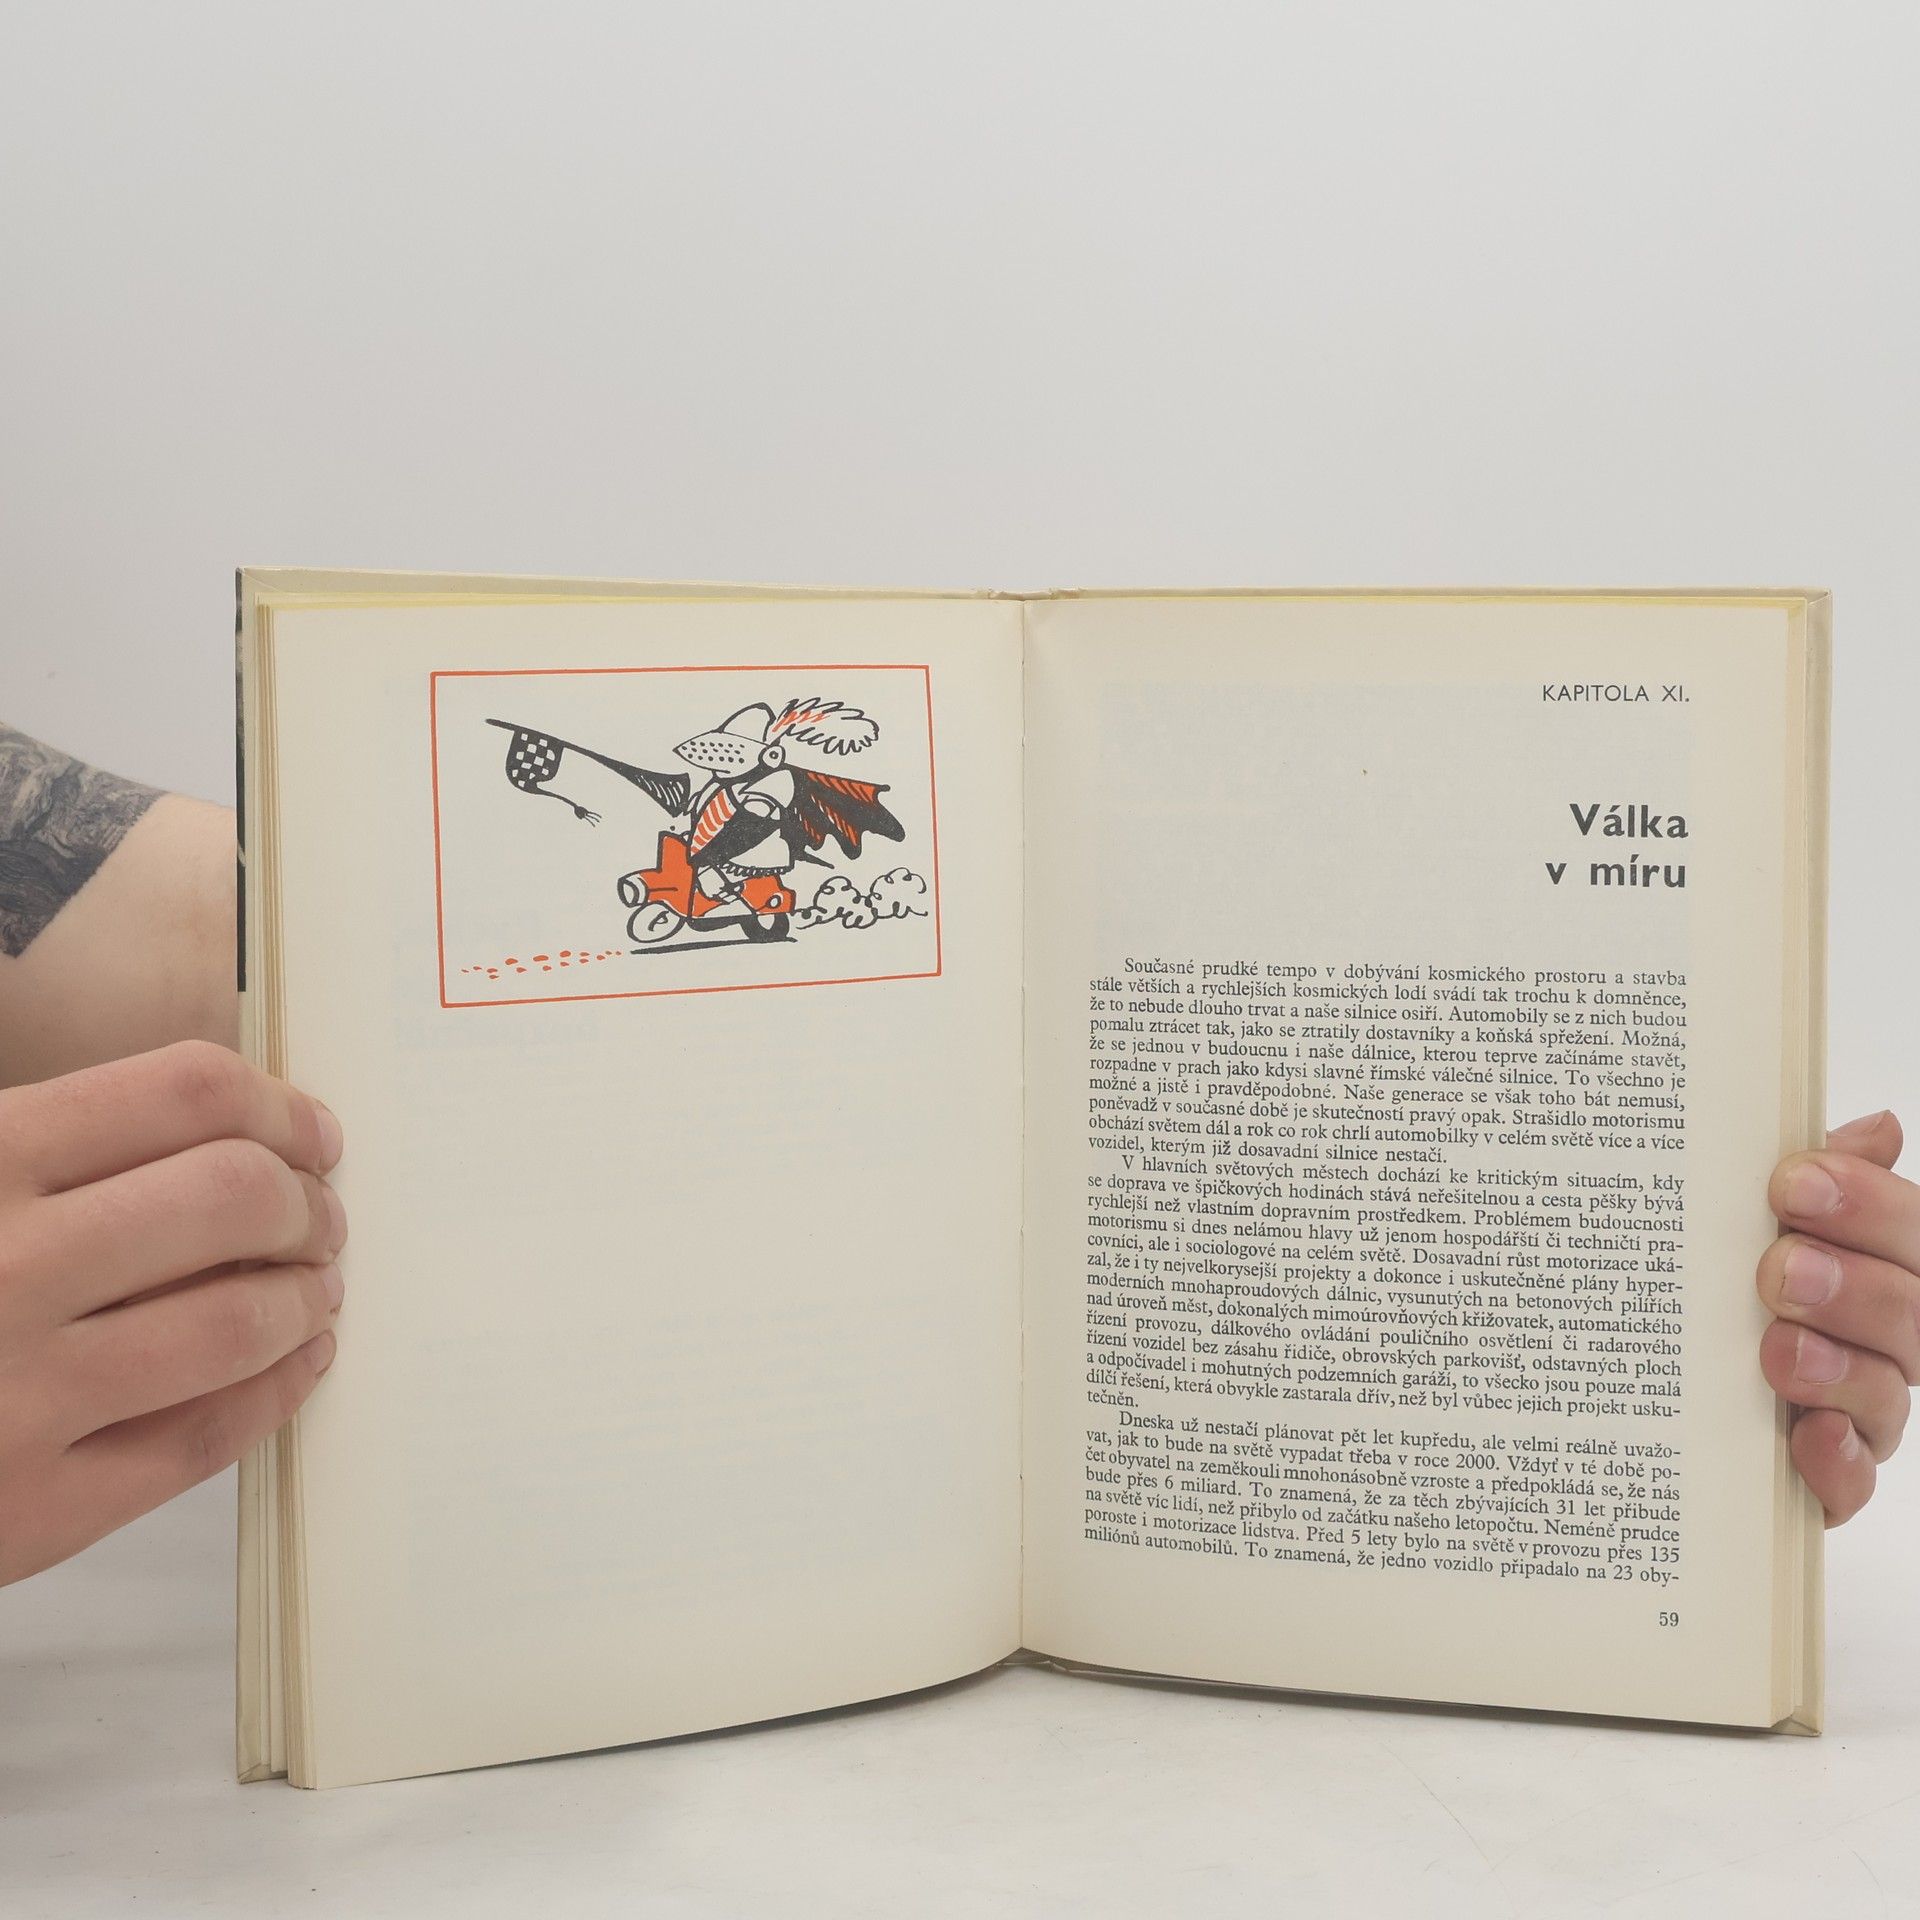 KAPITOLA XI.
Válka
v míru
Současné prudké tempo v dobývání kosmického prostoru a stavba
stále větších a rychlejších kosmických lodí svádí tak trochu k domněnce,
že to nebude dlouho trvat a naše silnice osiří. Automobily se z nich budou
pomalu ztrácet tak, jako se ztratily dostavníky a koňská spřežení. Možná,
že se jednou v budoucnu i naše dálnice, kterou teprve začínáme stavět,
rozpadne v prach jako kdysi slavné římské válečné silnice. To všechno je
možné a jistě i pravděpodobné. Naše generace se však toho bát nemusí,
poněvadž v současné době je skutečností pravý opak. Strašidlo motorismu
obchází světem dál a rok co rok chrlí automobilky v celém světě více a více
vozidel, kterým již dosavadní silnice nestačí.
V hlavních světových městech dochází ke kritickým situacím, kdy
se doprava ve špičkových hodinách stává neřešitelnou a cesta pěšky bývá
rychlejší než vlastním dopravním prostředkem. Problémem budoucnosti
motorismu si dnes nelámou hlavy už jenom hospodářští či techničtí pra-
covníci, ale i sociologové na celém světě. Dosavadní růst motorizace uká-
zal, že i ty nejvelkorysejší projekty a dokonce i uskutečněné plány hyper-
moderních mnohaproudových dálnic, vysunutých na betonových pilířích
nad úroveň měst, dokonalých mimoúrovňových křižovatek, automatického
řízení provozu, dálkového ovládání pouličního osvětlení či radarového
řízení vozidel bez zásahu řidiče, obrovských parkovišť, odstavných ploch
a odpočívadel i mohutných podzemních garáží, to všecko jsou pouze malá
dílčí řešení, která obvykle zastarala dřív, než byl vůbec jejich projekt usku-
tečněn.
Dneska už nestačí plánovat pět let kupředu, ale velmi reálně uvažo-
vat, jak to bude na světě vypadat třeba v roce 2000. Vždyť v té době po-
čet obyvatel na zeměkouli mnohonásobně vzroste a předpokládá se, že nás
bude přes 6 miliard. To znamená, že za těch zbývajících 31 let přibude
na světě víc lidí, než přibylo od začátku našeho letopočtu. Neméně prudce
poroste i motorizace lidstva. Před 5 lety bylo na světě v provozu přes 135
miliónů automobilů. To znamená, že jedno vozidlo připadalo na 23 oby-
59